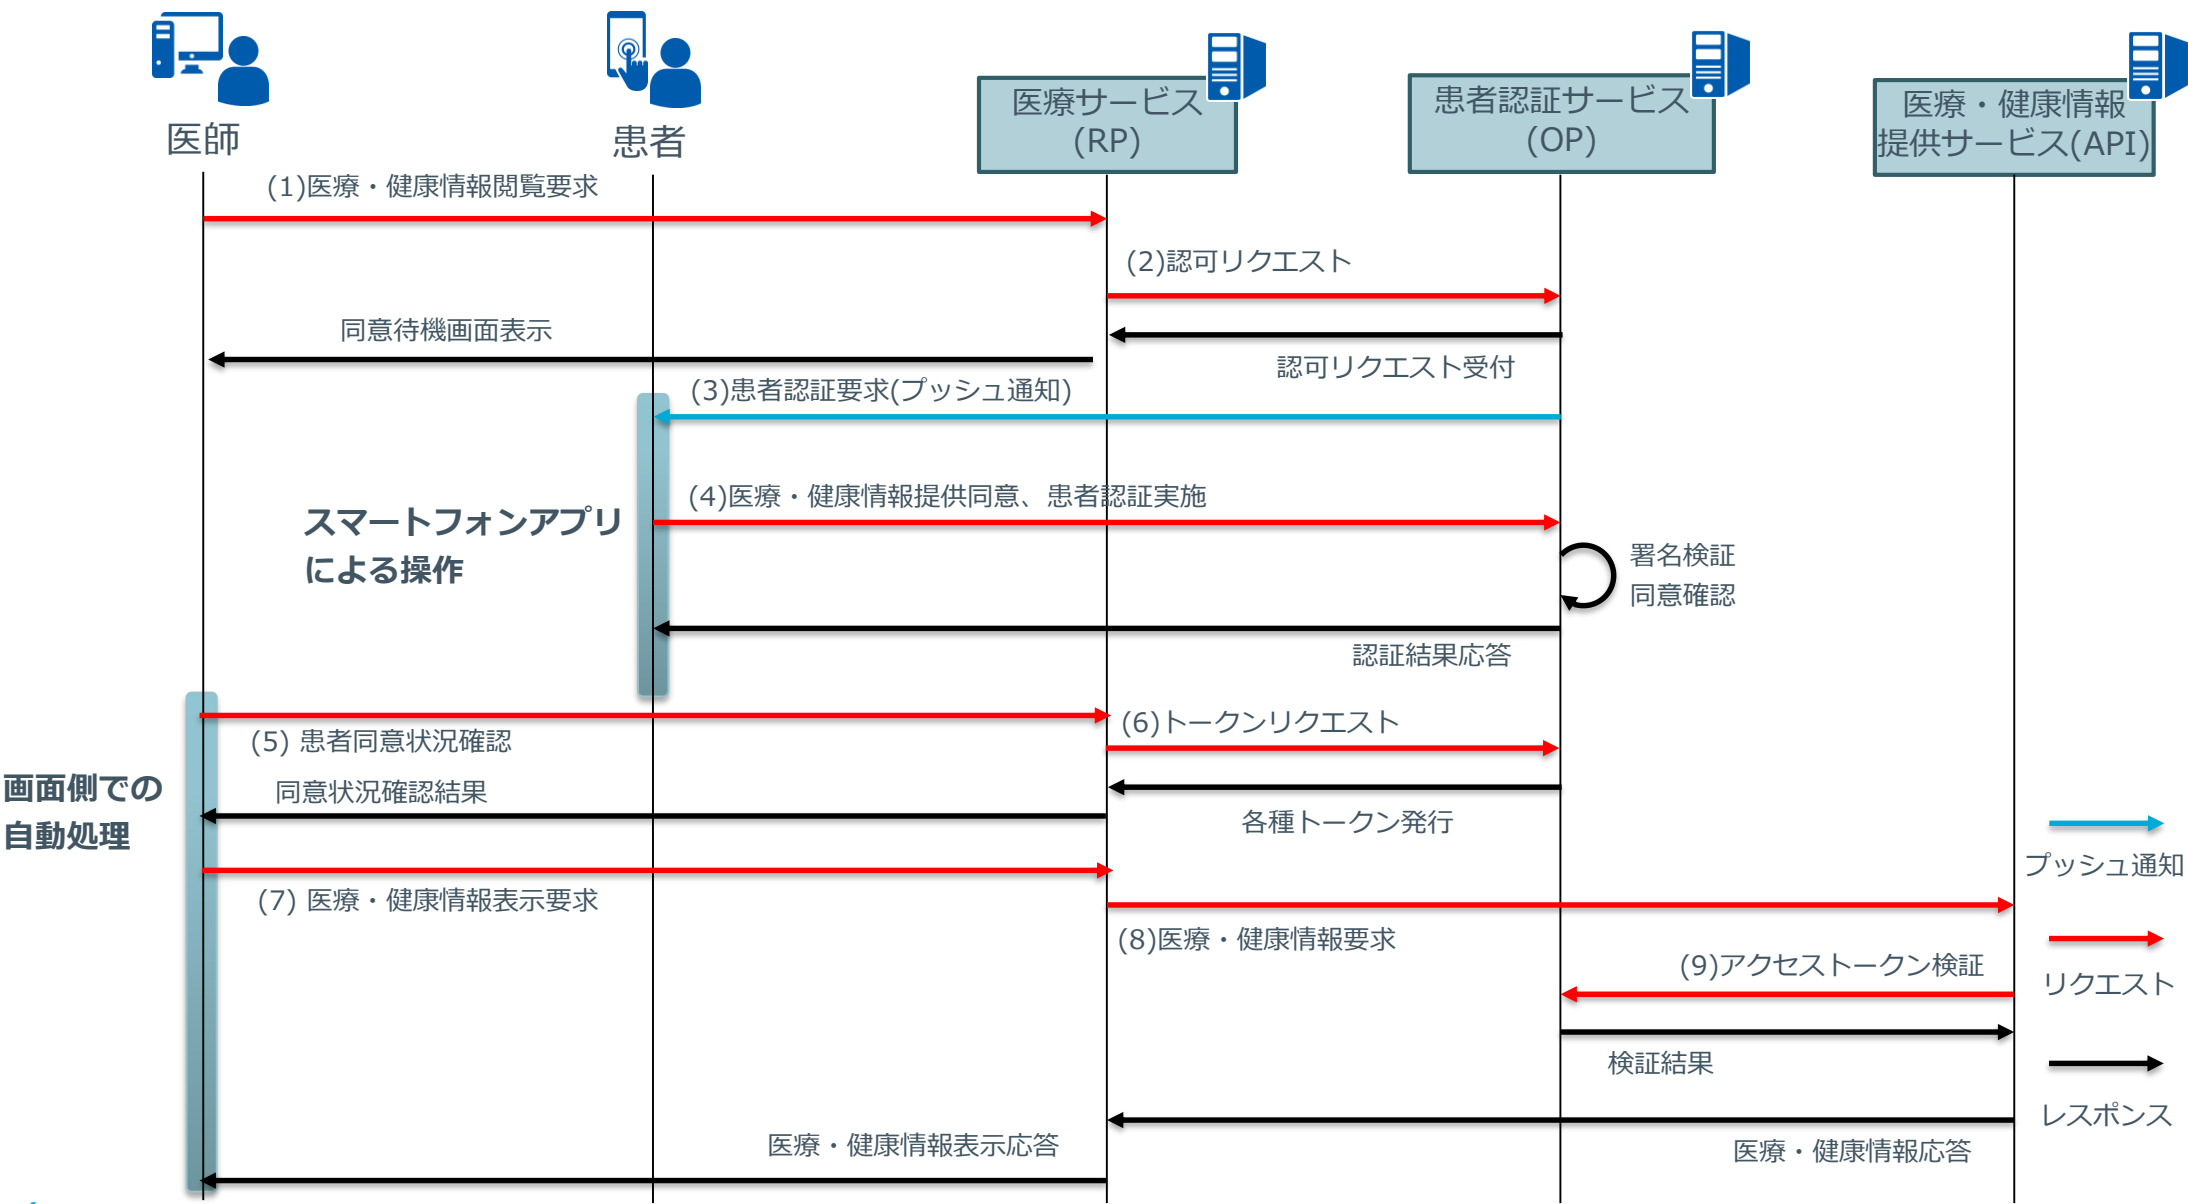 医師
患者
医療サービス
(RP)
患者認証サービス
(OP)
医療・健康情報
提供サービス(API)
(1)医療・健康情報閲覧要求
(2)認可リクエスト
同意待機画面表示
認可リクエスト受付
(3)患者認証要求(プッシュ通知)
(4)医療・健康情報提供同意、患者認証実施
スマートフォンアプリ
による操作
署名検証
同意確認
認証結果応答
(5) 患者同意状況確認
(6)トークンリクエスト
画面側での
自動処理
同意状況確認結果
各種トークン発行
プッシュ通知
(7) 医療・健康情報表示要求
(8)医療・健康情報要求
(9)アクセストークン検証
リクエスト
検証結果
レスポンス
医療・健康情報表示応答
医療・健康情報応答